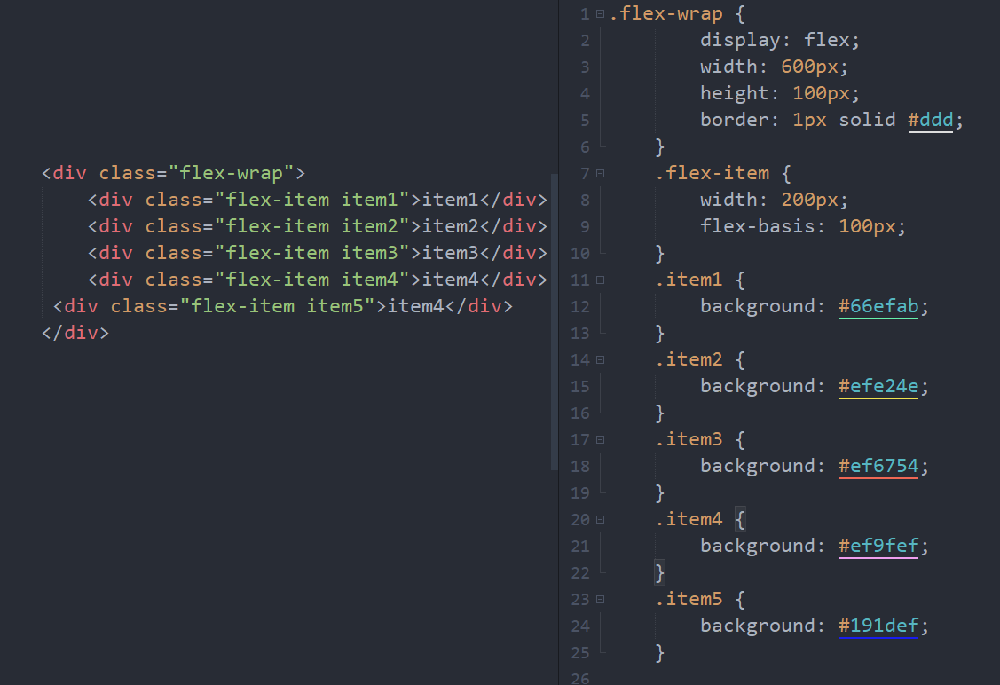 <div class="flex-wrap">
<div class="flex-item item1">item1</div>
<div class="flex-item item2">item2</div>
<div class="flex-item item3">item3</div>
<div class="flex-item item4">item4</div>
<div class="flex-item item5">item4</div>
</div>
1 .flex-wrap {
2 display: flex;
3 width: 600px;
4 height: 100px;
5 border: 1px solid #ddd;
6 }
7 .flex-item {
8 width: 200px;
9 flex-basis: 100px;
10 }
11 .item1 {
12 background: #66efab;
13 }
14 .item2 {
15 background: #efe24e;
16 }
17 .item3 {
18 background: #ef6754;
19 }
20 .item4 {
21 background: #ef9fef;
22 }
23 .item5 {
24 background: #191def;
25 }
26